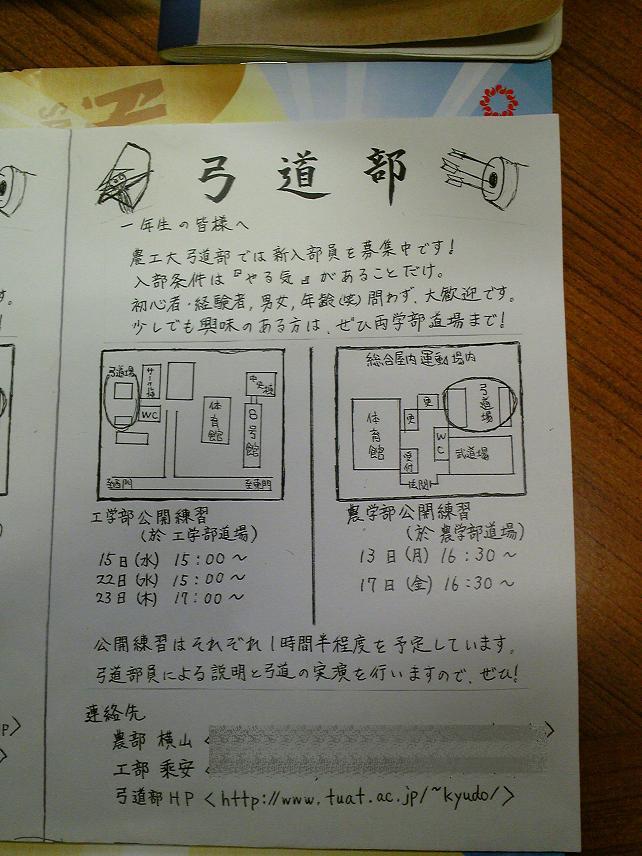 弓道部
一年生の皆様へ
農工大弓道部では新入部員を募集中です!
入部条件は『やる気』があることだけ。
初心者・経験者,男女,年齢(笑)問わず、大歓迎です。
少しでも興味のある方は、ぜひ両学部道場まで!
弓道場
サークル棟
WC
体育館
中央棟
8号館
至西門
至東門
総合屋内運動場内
体育館
更
更
弓道場
WC
受付
武道場
玄関
工学部公開練習
(於 工学部道場)
15日(水) 15:00~
22日(水) 15:00~
23日(木) 17:00~
農学部公開練習
(於 農学部道場)
13日(月) 16:30~
17日(金) 16:30~
公開練習はそれぞれ1時間半程度を予定しています。
弓道部員による説明と弓道の実演を行いますので、ぜひ!
連絡先
農部 横山 <
>
工部 乗安 <
弓道部HP <http://www.tuat.ac.jp/~kyudo/>